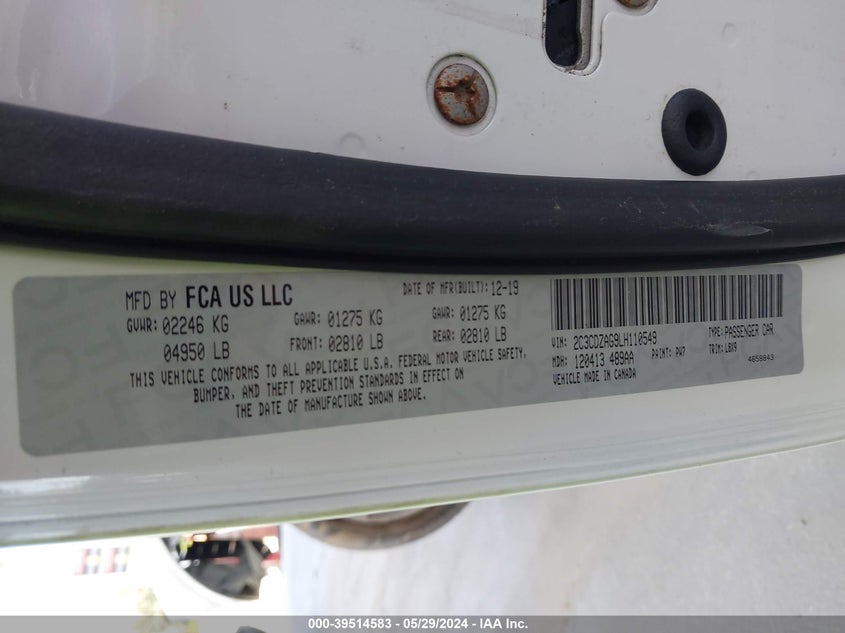 MFD BY FCA US LLC
DATE OF MFR(BUILT): 12-19
GVWR: 02246 KG
GAWR: 01275 KG
GAWR: 01275 KG
04950 LB
FRONT: 02810 LB
REAR: 02810 LB
THIS VEHICLE CONFORMS TO ALL APPLICABLE U.S.A. FEDERAL MOTOR VEHICLE SAFETY,
BUMPER, AND THEFT PREVENTION STANDARDS IN EFFECT ON
THE DATE OF MANUFACTURE SHOWN ABOVE.
VIN: 2C3CDZAG9LH110549
TYPE: PASSENGER CAR
MDH: 120413 489AA
PAINT: PW7
TRIM: LBX9
VEHICLE MADE IN CANADA
4658843
000-39514583 - 05/29/2024 - IAA Inc.